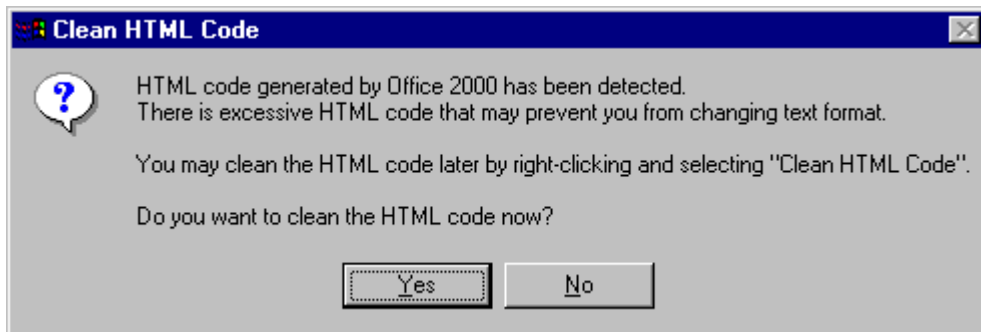 Clean HTML Code
HTML code generated by Office 2000 has been detected.
There is excessive HTML code that may prevent you from changing text format.
You may clean the HTML code later by right-clicking and selecting "Clean HTML Code".
Do you want to clean the HTML code now?
Yes No